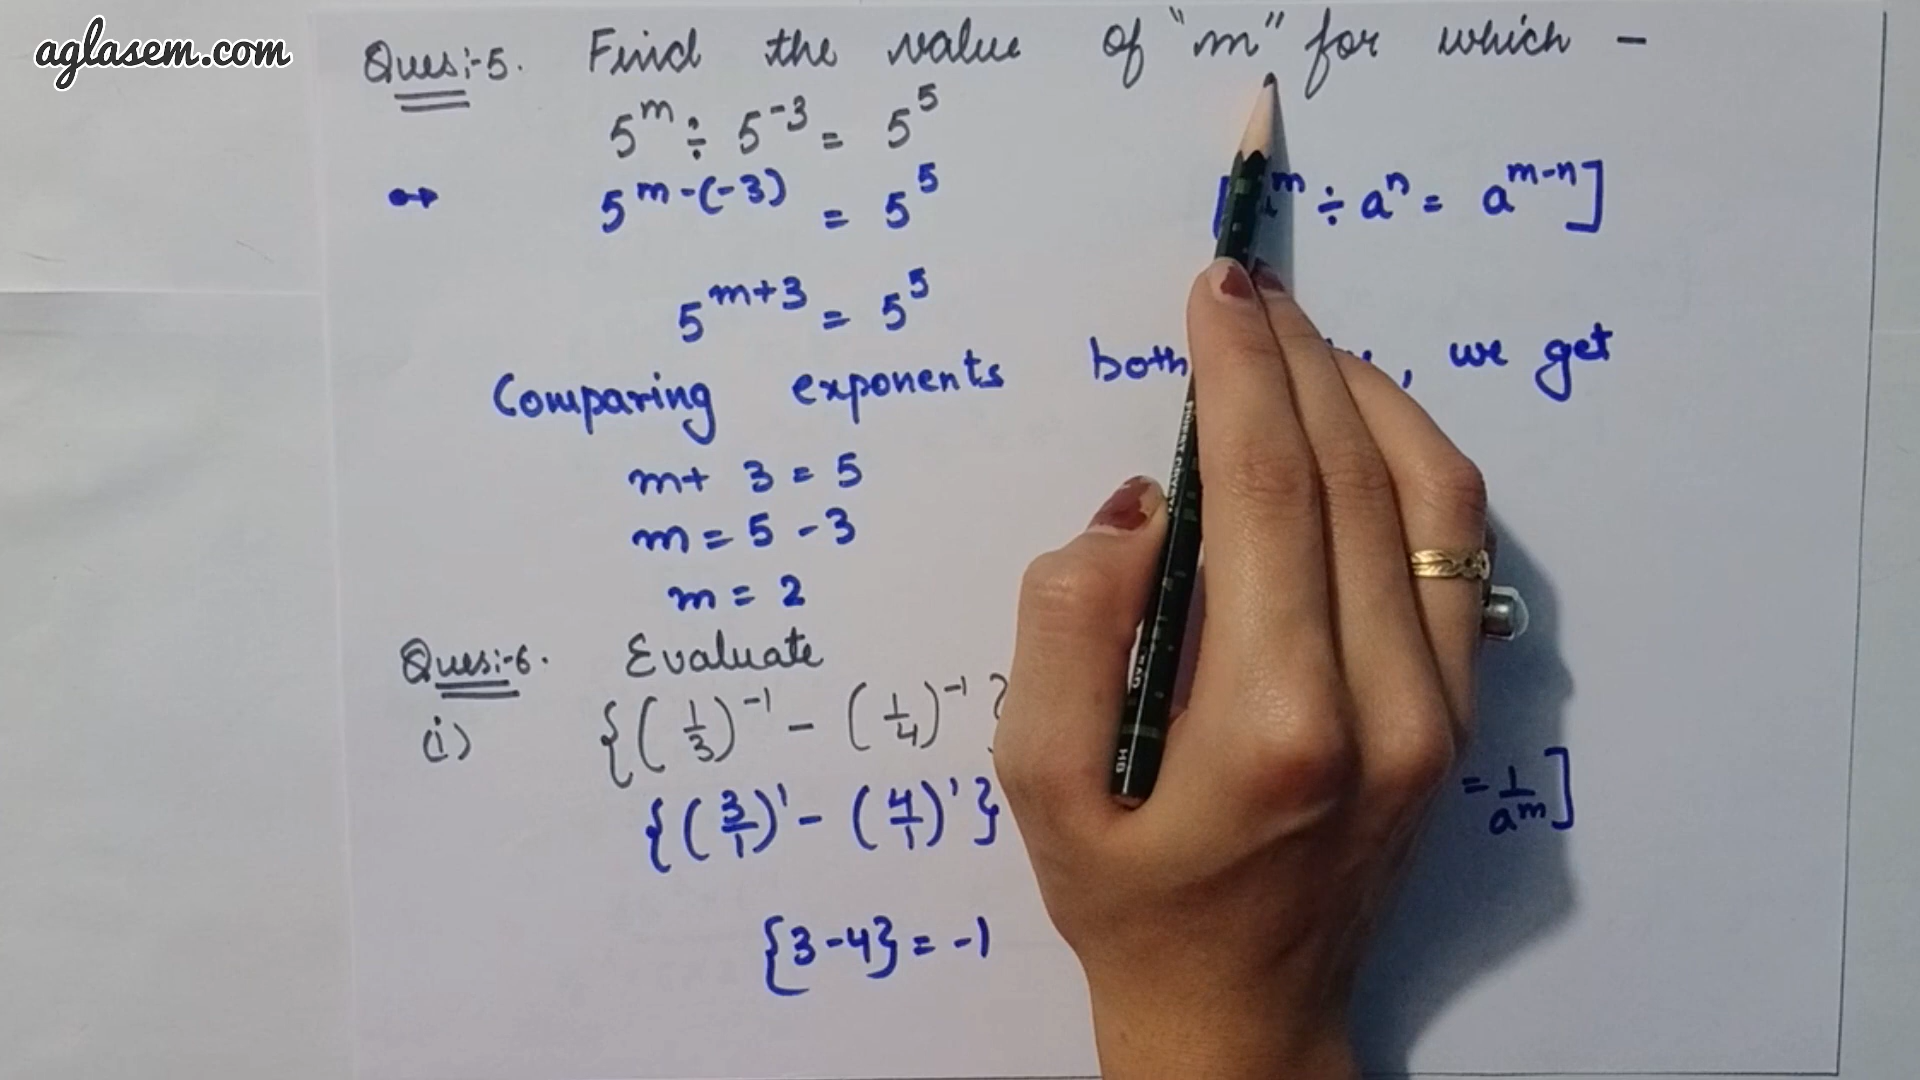 aglasem.com
Ques:-5. Find the value of "m" for which -
5^m ÷ 5^-3 = 5^5
5^m-(-3) = 5^5 [ ^m ÷ a^n = a^m-n]
5^m+3 = 5^5
Comparing exponents both , we get
m+ 3 = 5
m = 5 - 3
m = 2
Ques:-6. Evaluate
(i) {(1/3)^-1 - (1/4)^-1}
{(3/1)^1 - (4/1)^1} = 1/a^m]
{3-4} = -1
HB